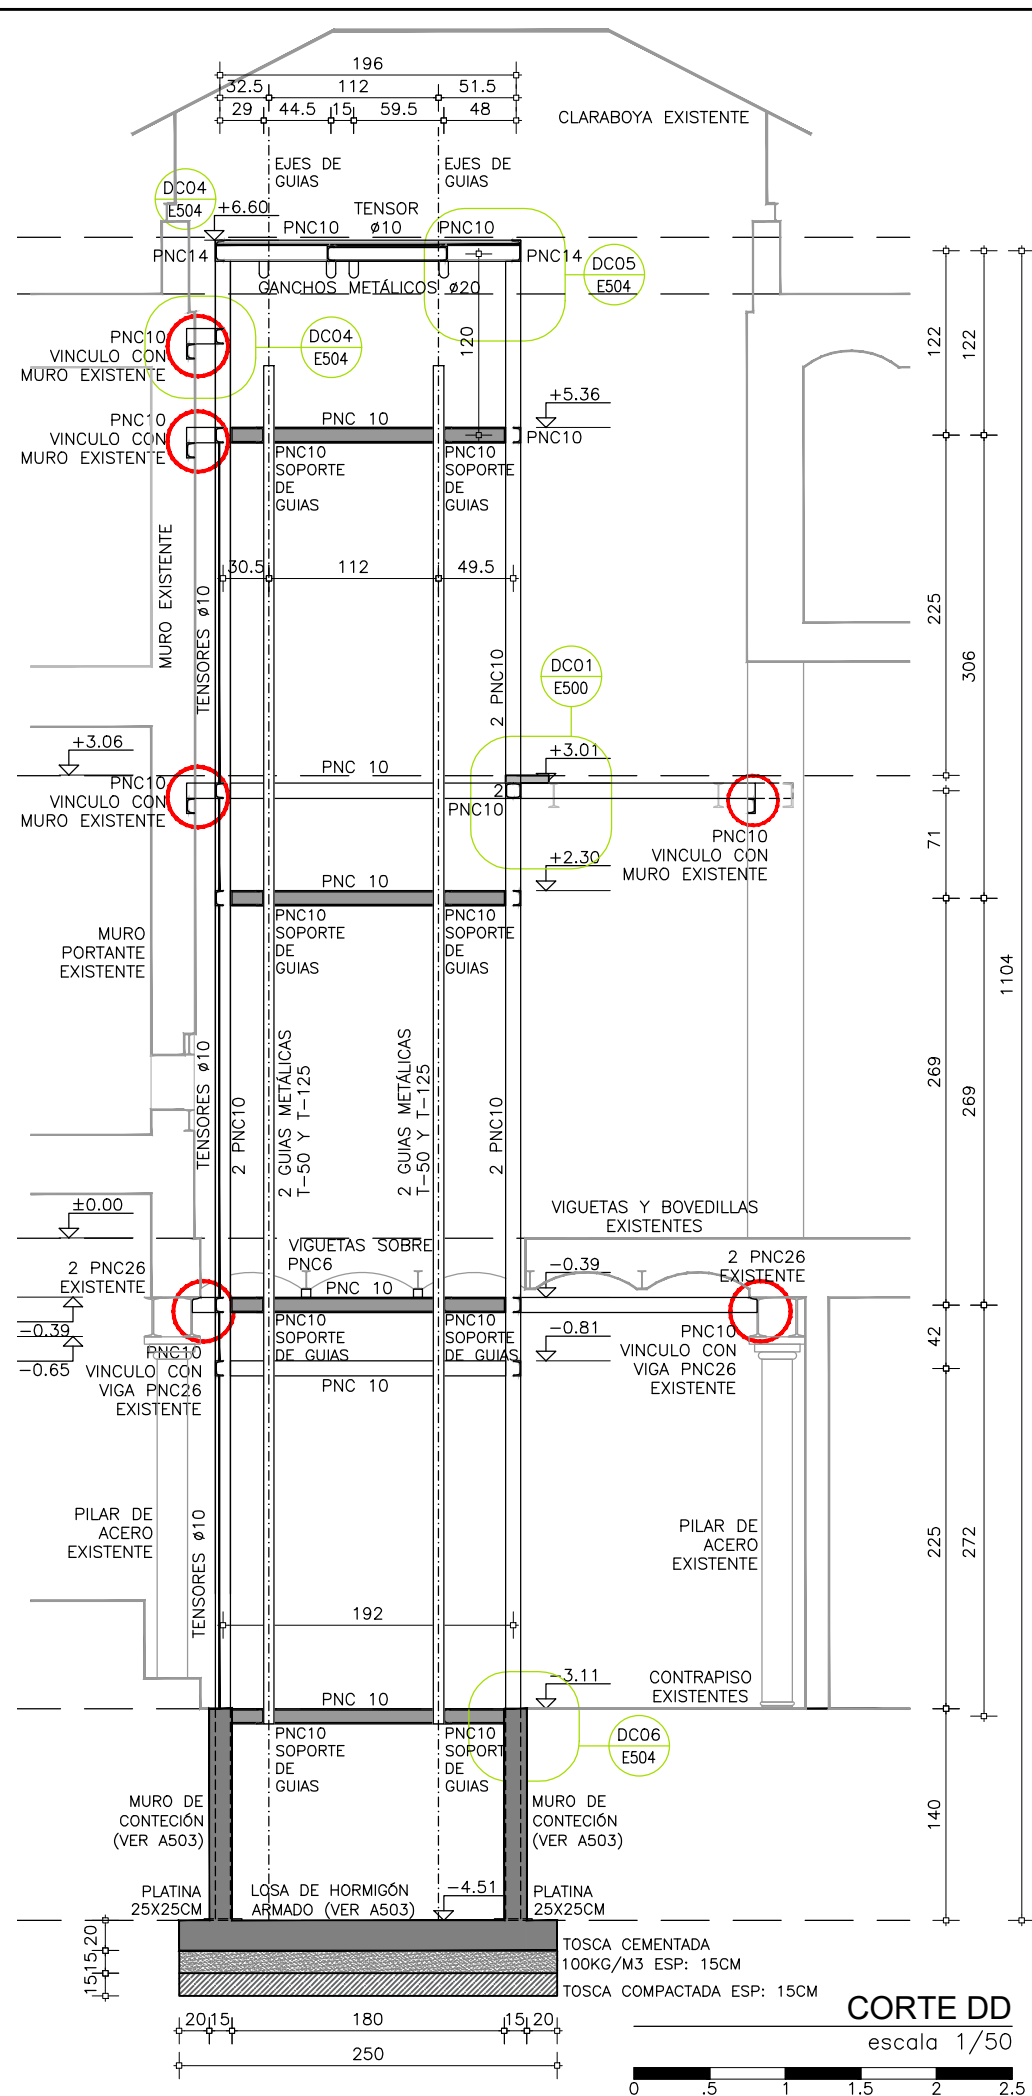 196
32.5 112 51.5
29 44.5 15 59.5 48
CLARABOYA EXISTENTE
EJES DE
GUIAS
EJES DE
GUIAS
DC04
E504
+6.60
TENSOR
PNC10 ø10 PNC10
PNC14
PNC14
DC05
E504
GANCHOS METÁLICOS ø20
120
122
122
PNC10
VINCULO CON
MURO EXISTENTE
DC04
E504
+5.36
PNC 10
PNC10
PNC10
VINCULO CON
MURO EXISTENTE
PNC10
SOPORTE
DE
GUIAS
PNC10
SOPORTE
DE
GUIAS
MURO EXISTENTE
TENSORES ø10
30.5 112 49.5
225
306
2 PNC10
DC01
E500
+3.06
+3.01
PNC 10
PNC10
VINCULO CON
MURO EXISTENTE
2
PNC10
PNC10
VINCULO CON
MURO EXISTENTE
71
+2.30
PNC 10
PNC10
SOPORTE
DE
GUIAS
PNC10
SOPORTE
DE
GUIAS
MURO
PORTANTE
EXISTENTE
1104
TENSORES ø10
2 PNC10
2 GUIAS METÁLICAS
T-50 Y T-125
2 GUIAS METÁLICAS
T-50 Y T-125
2 PNC10
269
269
±0.00
VIGUETAS Y BOVEDILLAS
EXISTENTES
VIGUETAS SOBRE
PNC6
2 PNC26
EXISTENTE
-0.39
2 PNC26
EXISTENTE
PNC 10
-0.39
-0.65
PNC10
SOPORTE
DE GUIAS
PNC10
SOPORTE
DE GUIAS
-0.81
42
PNC10
VINCULO CON
VIGA PNC26
EXISTENTE
PNC10
VINCULO CON
VIGA PNC26
EXISTENTE
PNC 10
PILAR DE
ACERO
EXISTENTE
TENSORES ø10
PILAR DE
ACERO
EXISTENTE
225
272
192
-3.11
CONTRAPISO
EXISTENTES
PNC 10
PNC10
SOPORTE
DE
GUIAS
PNC10
SOPORT
DE
GUIAS
DC06
E504
MURO DE
CONTECIÓN
(VER A503)
MURO DE
CONTECIÓN
(VER A503)
140
PLATINA
25X25CM
LOSA DE HORMIGÓN
ARMADO (VER A503)
-4.51
PLATINA
25X25CM
20
15
15
TOSCA CEMENTADA
100KG/M3 ESP: 15CM
TOSCA COMPACTADA ESP: 15CM
20 15 180 15 20
250
CORTE DD
escala 1/50
0 .5 1 1.5 2 2.5